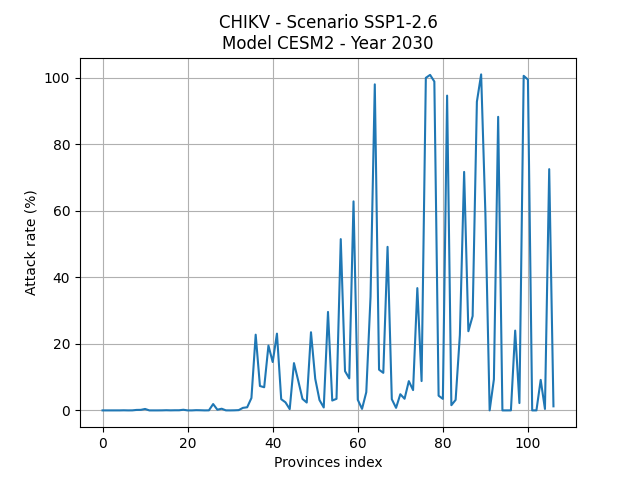 CHIKV - Scenario SSP1-2.6
Model CESM2 - Year 2030
100
80
60
40
20
0
Attack rate (%)
0 20 40 60 80 100
Provinces index